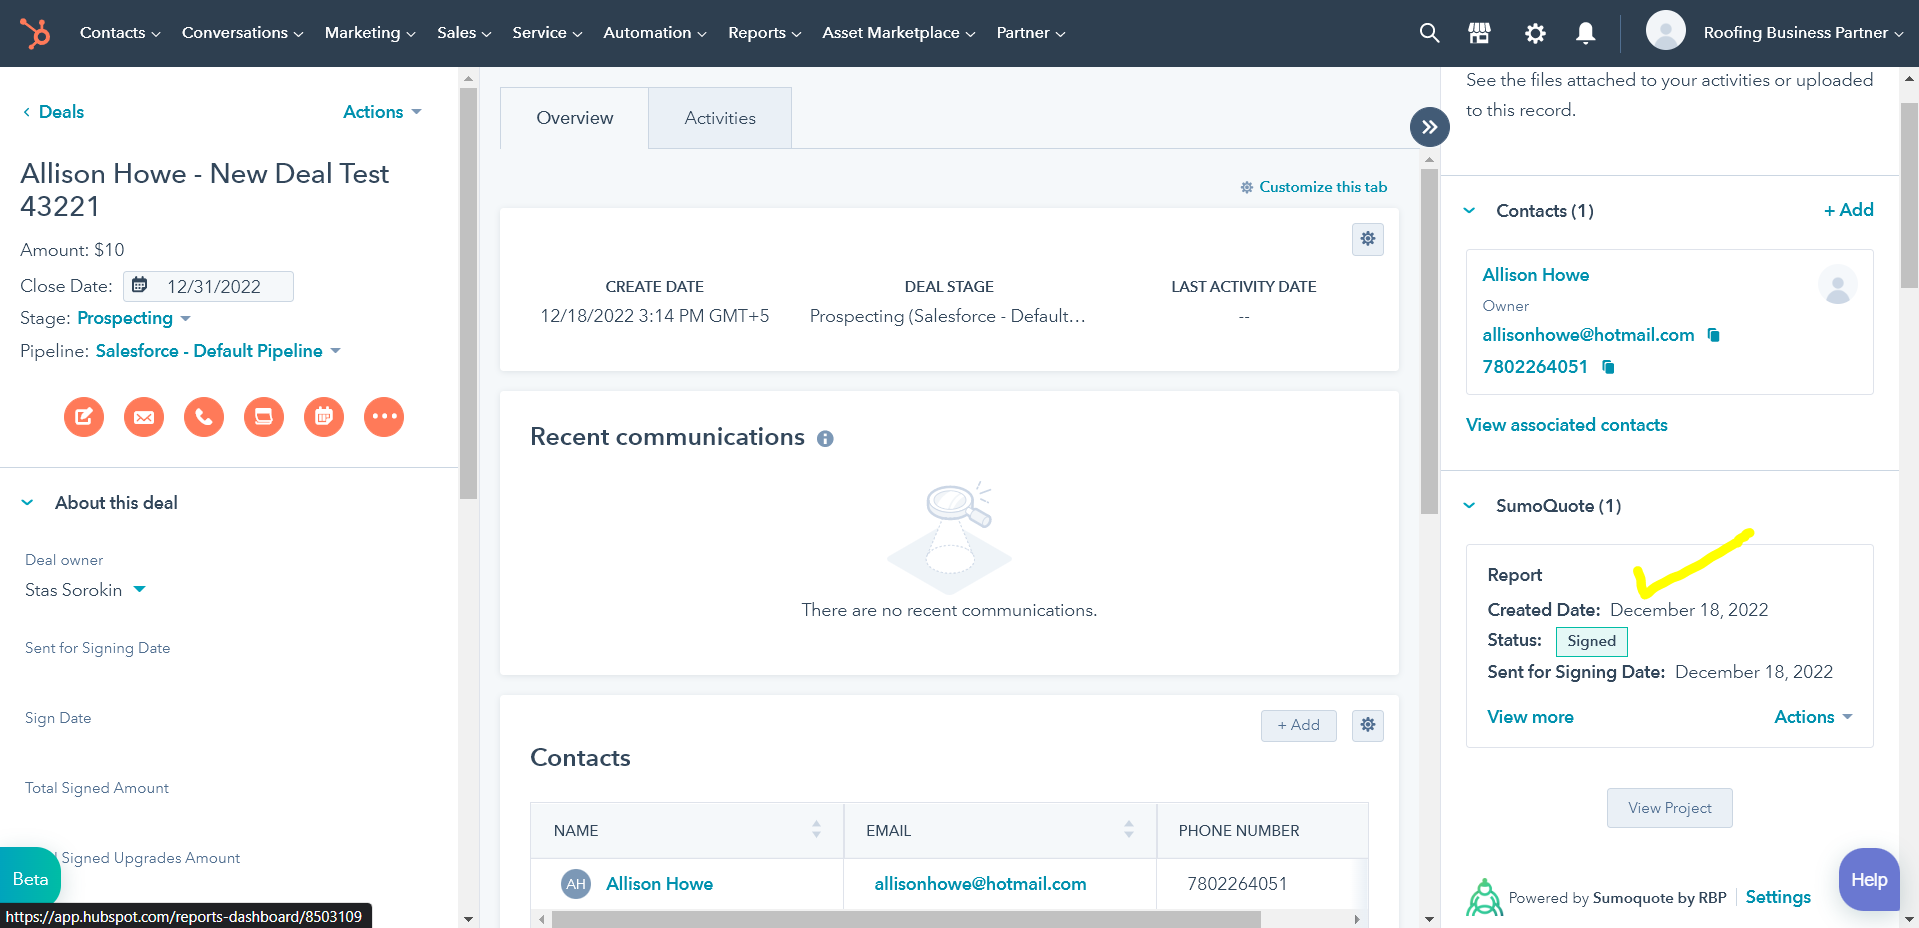 Contacts Conversations Marketing Sales Service Automation Reports Asset Marketplace Partner Roofing Business Partner
Deals Actions
Allison Howe - New Deal Test
43221
Amount: $10
Close Date: 12/31/2022
Stage: Prospecting
Pipeline: Salesforce - Default Pipeline
About this deal
Deal owner
Stas Sorokin
Sent for Signing Date
Sign Date
Total Signed Amount
Signed Upgrades Amount
Beta
https://app.hubspot.com/reports-dashboard/8503109
Overview Activities
Customize this tab
CREATE DATE DEAL STAGE LAST ACTIVITY DATE
12/18/2022 3:14 PM GMT+5 Prospecting (Salesforce - Default... --
Recent communications
There are no recent communications.
+ Add
Contacts
NAME EMAIL PHONE NUMBER
AH Allison Howe allisonhowe@hotmail.com 7802264051
See the files attached to your activities or uploaded
to this record.
Contacts (1) + Add
Allison Howe
Owner
allisonhowe@hotmail.com
7802264051
View associated contacts
SumoQuote (1)
Report
Created Date: December 18, 2022
Status: Signed
Sent for Signing Date: December 18, 2022
View more Actions
View Project
Help
Powered by Sumoquote by RBP Settings